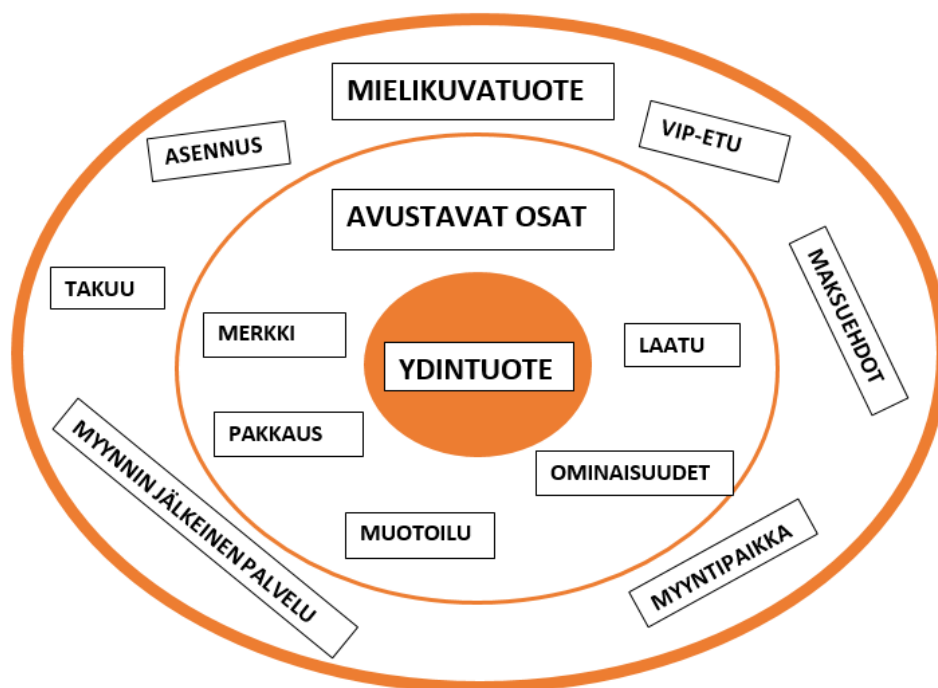 MIELIKUVATUOTE
ASENNUS
VIP-ETU
AVUSTAVAT OSAT
TAKUU
MAKSUEHDOT
MERKKI
LAATU
YDINTUOTE
PAKKAUS
OMINAISUUDET
MYYNNIN JÄLKEINEN PALVELU
MUOTOILU
MYYNTIPAIKKA